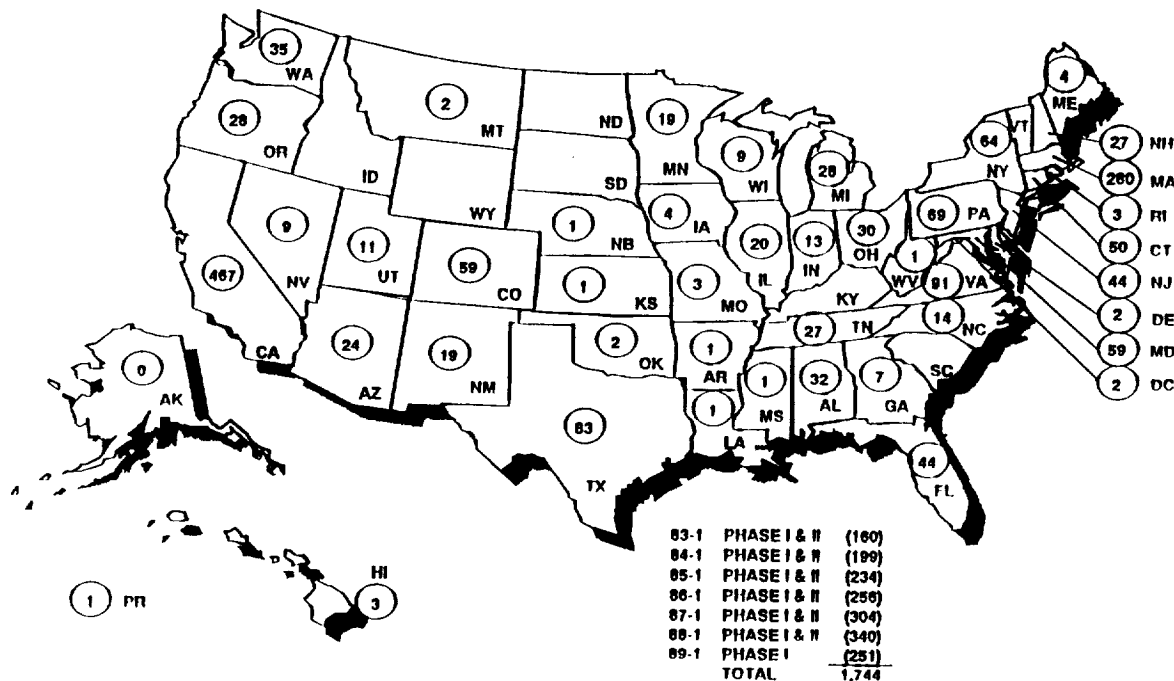 35
WA
28
OR
2
MT
ID
WY
ND
SD
19
MN
9
WI
28
MI
64
NY
VT
4
ME
27 NH
260 MA
3 RI
50 CT
44 NJ
2 DE
59 MD
2 DC
467
CA
9
NV
11
UT
59
CO
1
NB
1
KS
4
IA
3
MO
20
IL
13
IN
30
OH
69 PA
1
WV
91 VA
KY
27 TN
14
NC
SC
24
AZ
19
NM
2
OK
1
AR
1
LA
1
MS
32
AL
7
GA
44
FL
83
TX
0
AK
HI
3
1 PR
83-1 PHASE I & II (160)
84-1 PHASE I & II (199)
85-1 PHASE I & II (234)
86-1 PHASE I & II (256)
87-1 PHASE I & II (304)
88-1 PHASE I & II (340)
89-1 PHASE I (251)
TOTAL 1,744